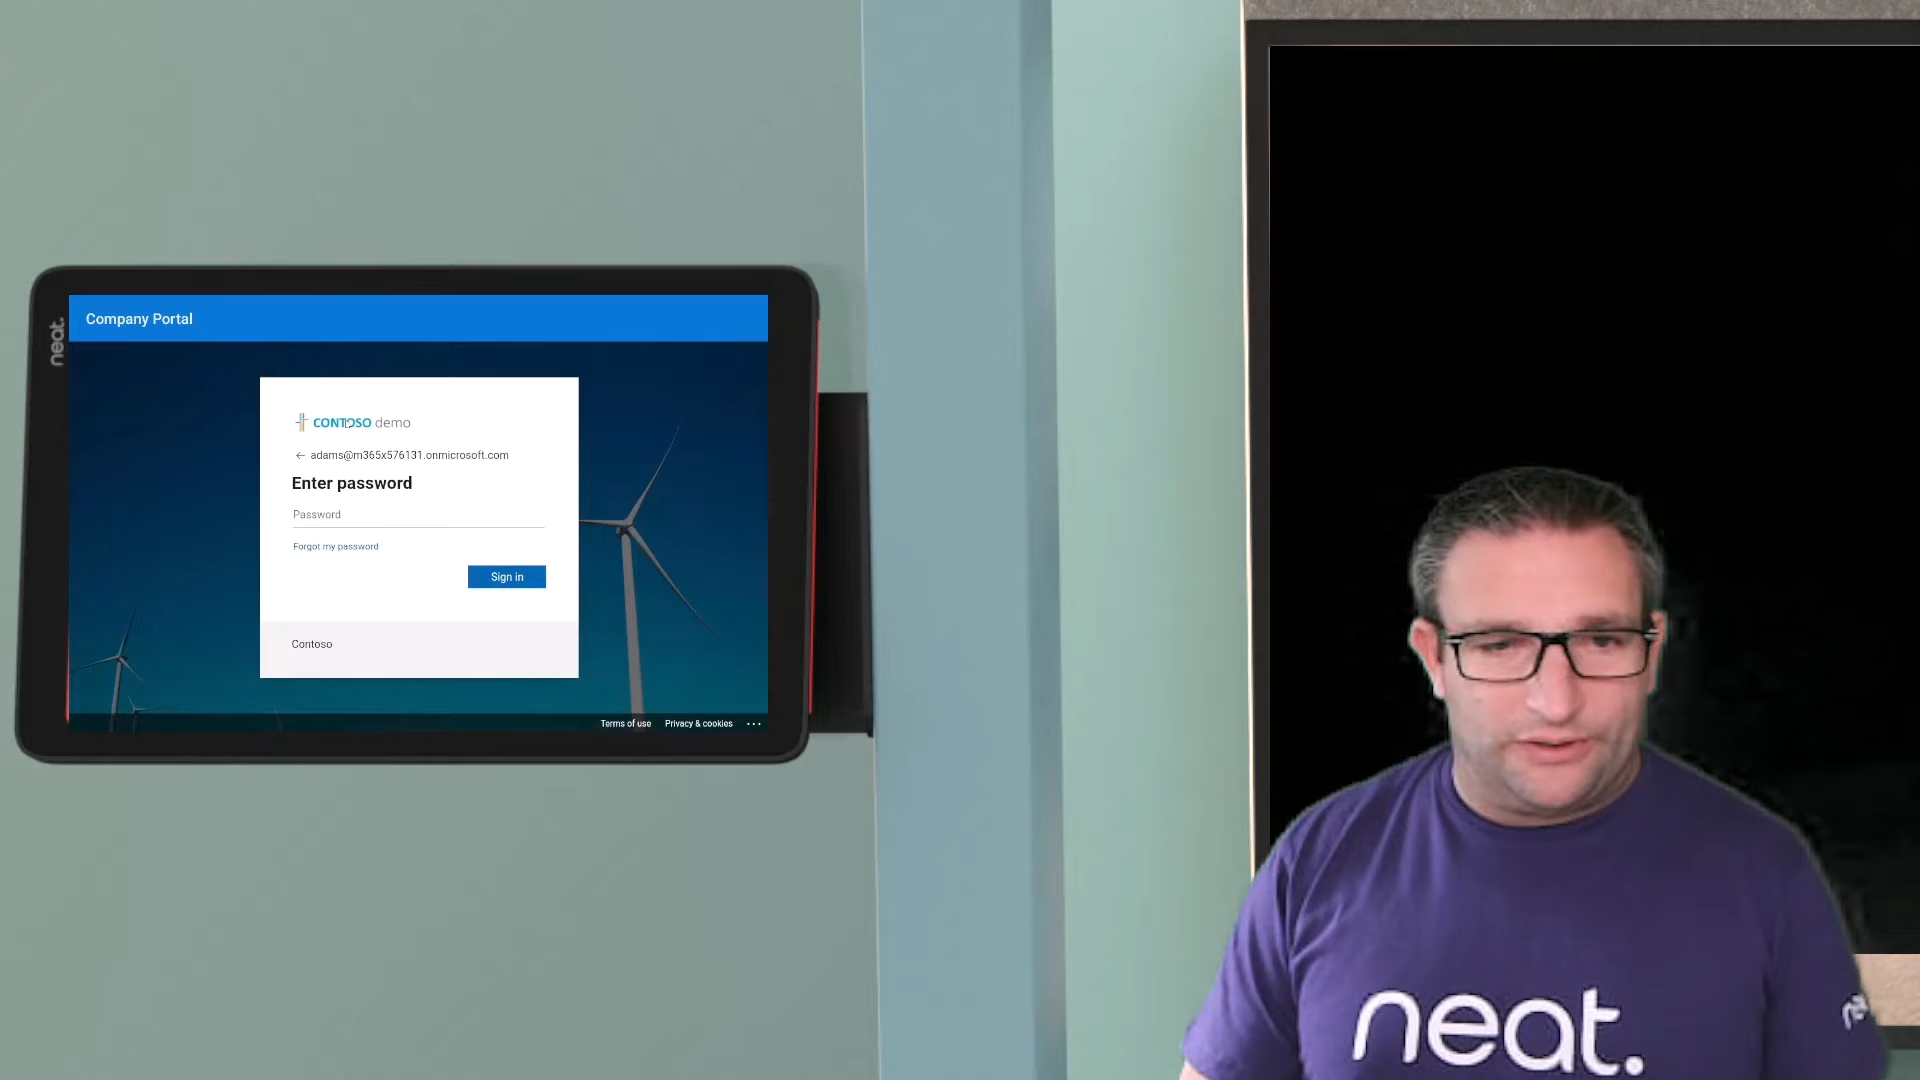 neat.
Company Portal
CONTOSO demo
← adams@m365x576131.onmicrosoft.com
Enter password
Password
Forgot my password
Sign in
Contoso
Terms of use Privacy & cookies ...
neat.